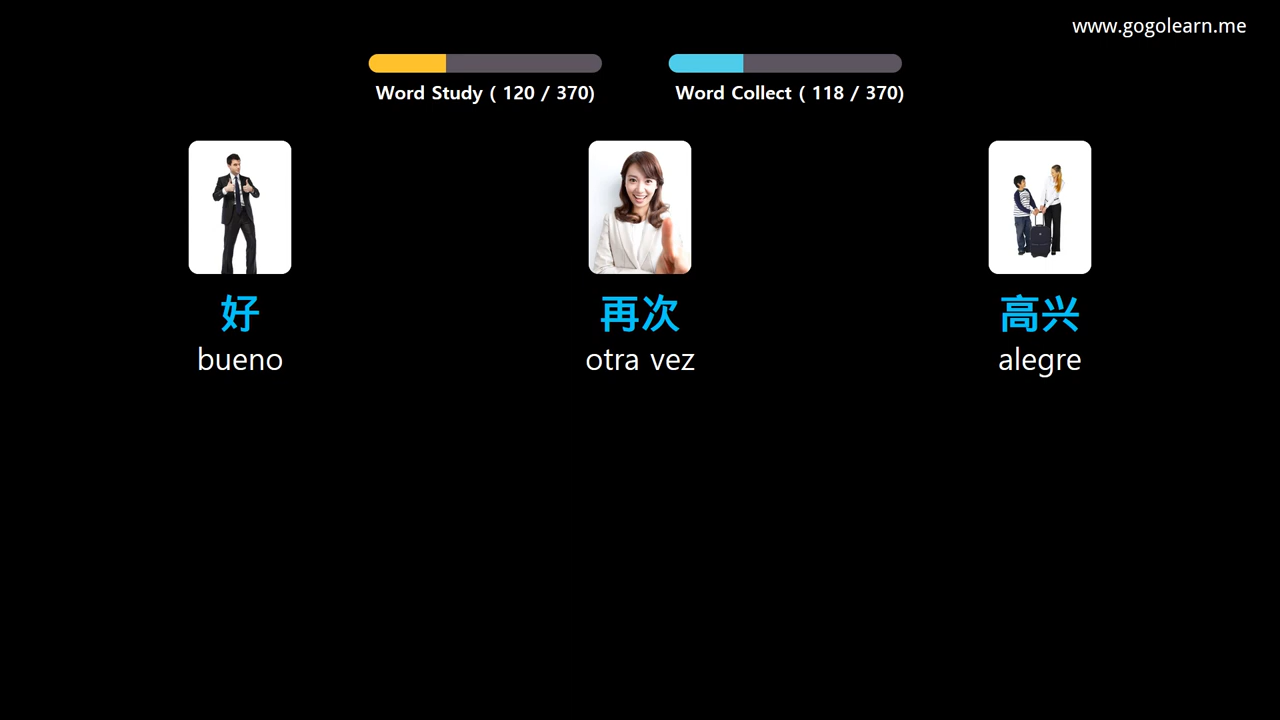 www.gogolearn.me
Word Study ( 120 / 370)
Word Collect ( 118 / 370)
好
再次
高兴
bueno
otra vez
alegre